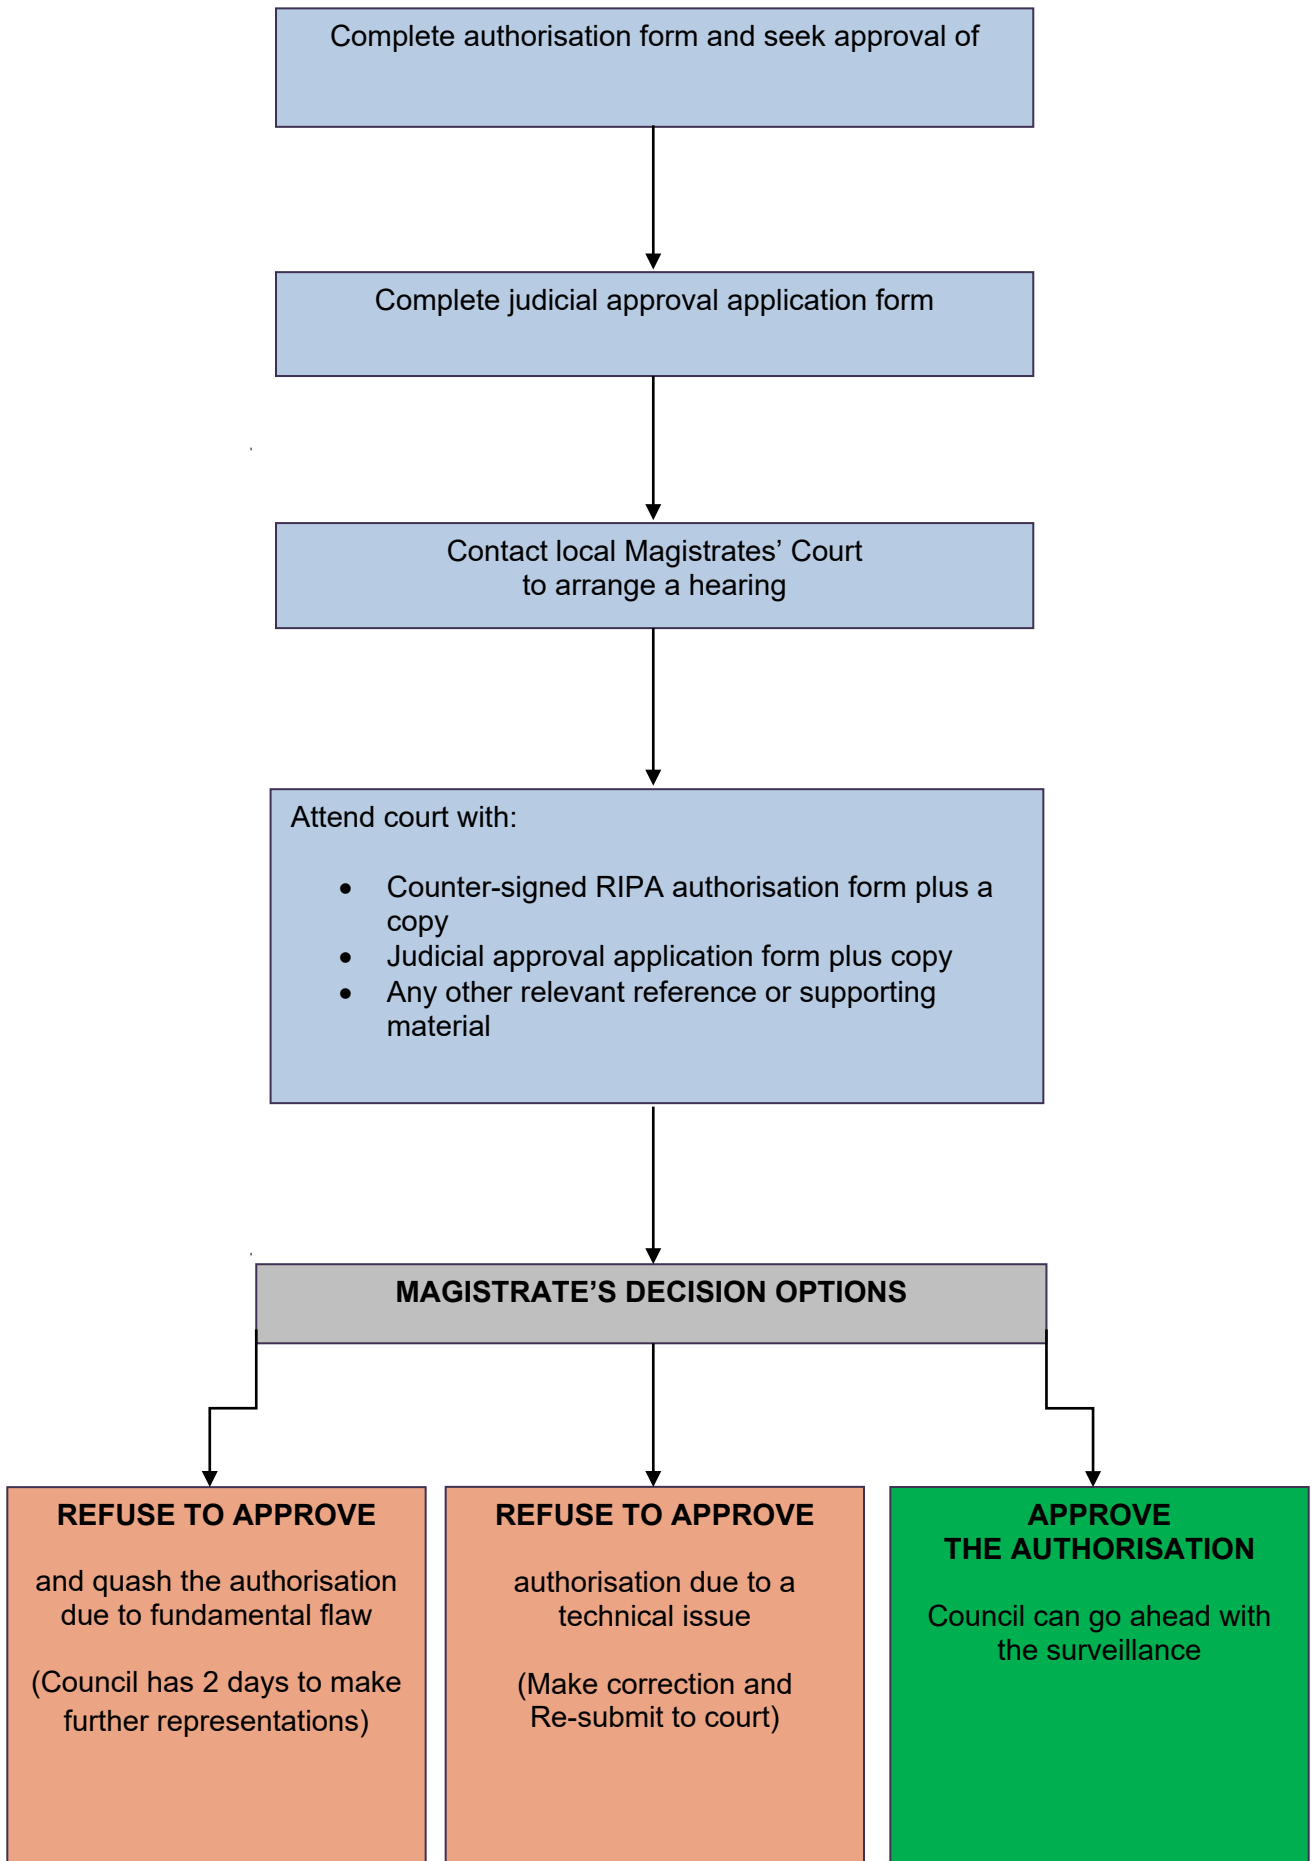 Complete authorisation form and seek approval of
Complete judicial approval application form
Contact local Magistrates’ Court
to arrange a hearing
Attend court with:
• Counter-signed RIPA authorisation form plus a
copy
• Judicial approval application form plus copy
• Any other relevant reference or supporting
material
MAGISTRATE’S DECISION OPTIONS
REFUSE TO APPROVE
and quash the authorisation
due to fundamental flaw
(Council has 2 days to make
further representations)
REFUSE TO APPROVE
authorisation due to a
technical issue
(Make correction and
Re-submit to court)
APPROVE
THE AUTHORISATION
Council can go ahead with
the surveillance